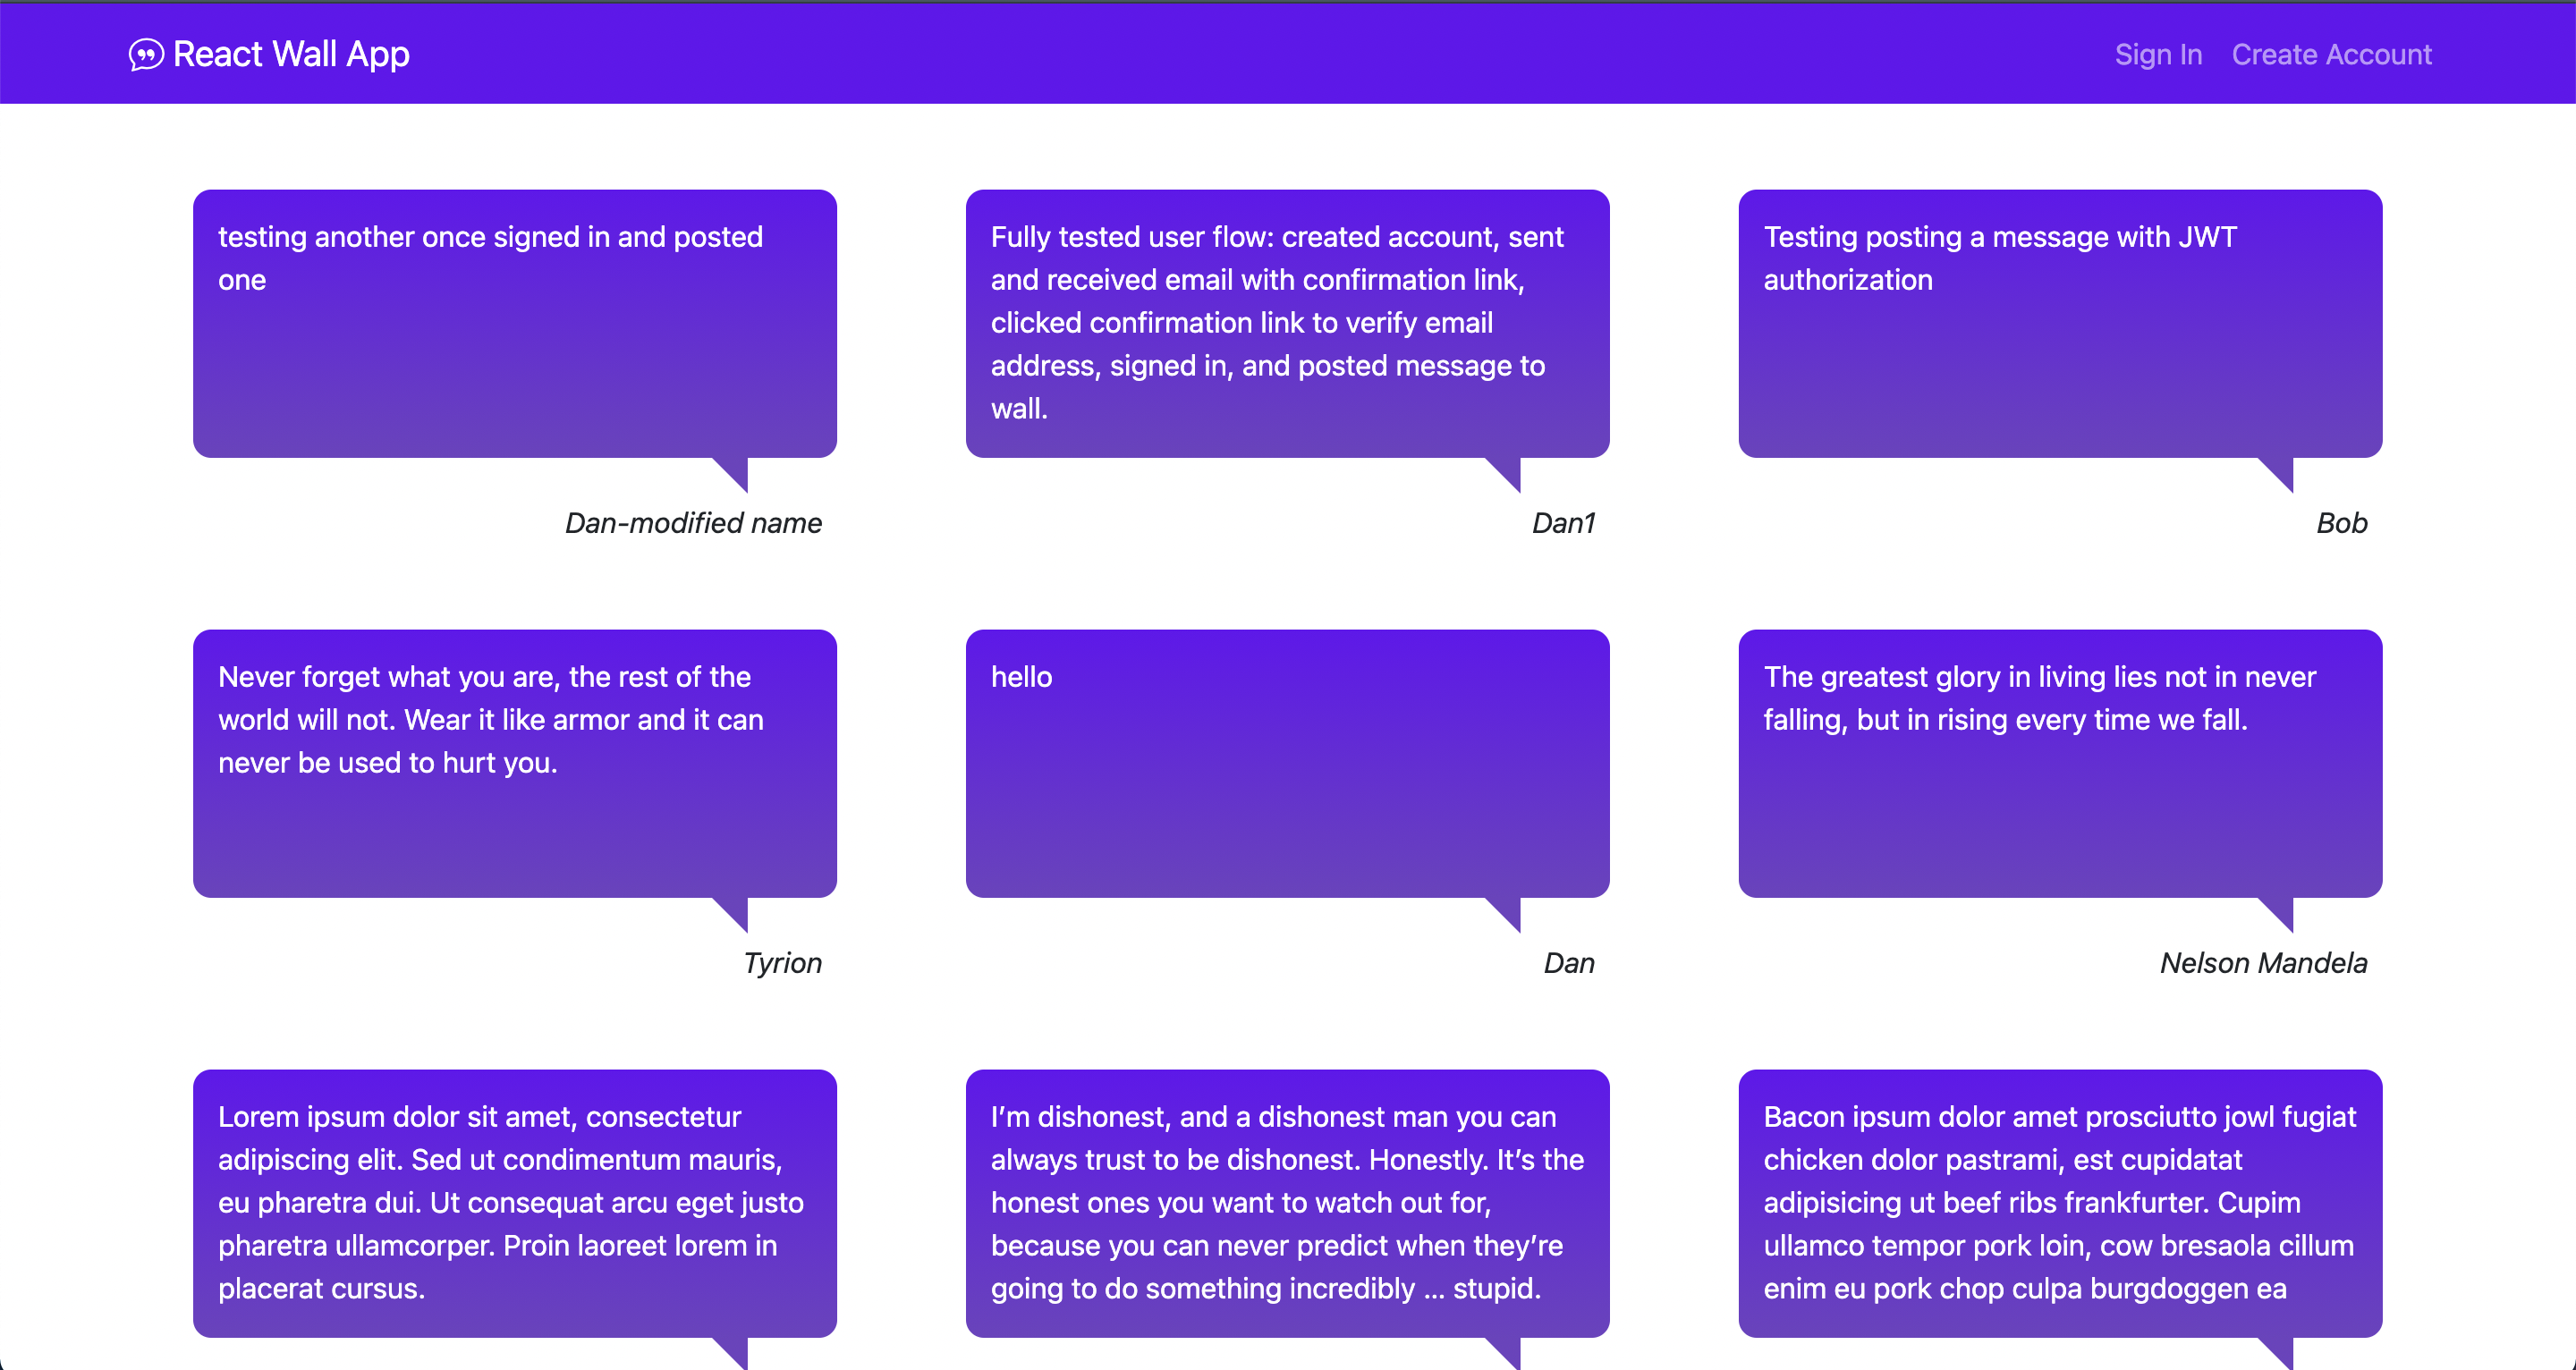 React Wall App
Sign In
Create Account
testing another once signed in and posted
one
Dan-modified name
Fully tested user flow: created account, sent
and received email with confirmation link,
clicked confirmation link to verify email
address, signed in, and posted message to
wall.
Dan1
Testing posting a message with JWT
authorization
Bob
Never forget what you are, the rest of the
world will not. Wear it like armor and it can
never be used to hurt you.
Tyrion
hello
Dan
The greatest glory in living lies not in never
falling, but in rising every time we fall.
Nelson Mandela
Lorem ipsum dolor sit amet, consectetur
adipiscing elit. Sed ut condimentum mauris,
eu pharetra dui. Ut consequat arcu eget justo
pharetra ullamcorper. Proin laoreet lorem in
placerat cursus.
I’m dishonest, and a dishonest man you can
always trust to be dishonest. Honestly. It’s the
honest ones you want to watch out for,
because you can never predict when they’re
going to do something incredibly ... stupid.
Bacon ipsum dolor amet prosciutto jowl fugiat
chicken dolor pastrami, est cupidatat
adipisicing ut beef ribs frankfurter. Cupim
ullamco tempor pork loin, cow bresaola cillum
enim eu pork chop culpa burgdoggen ea